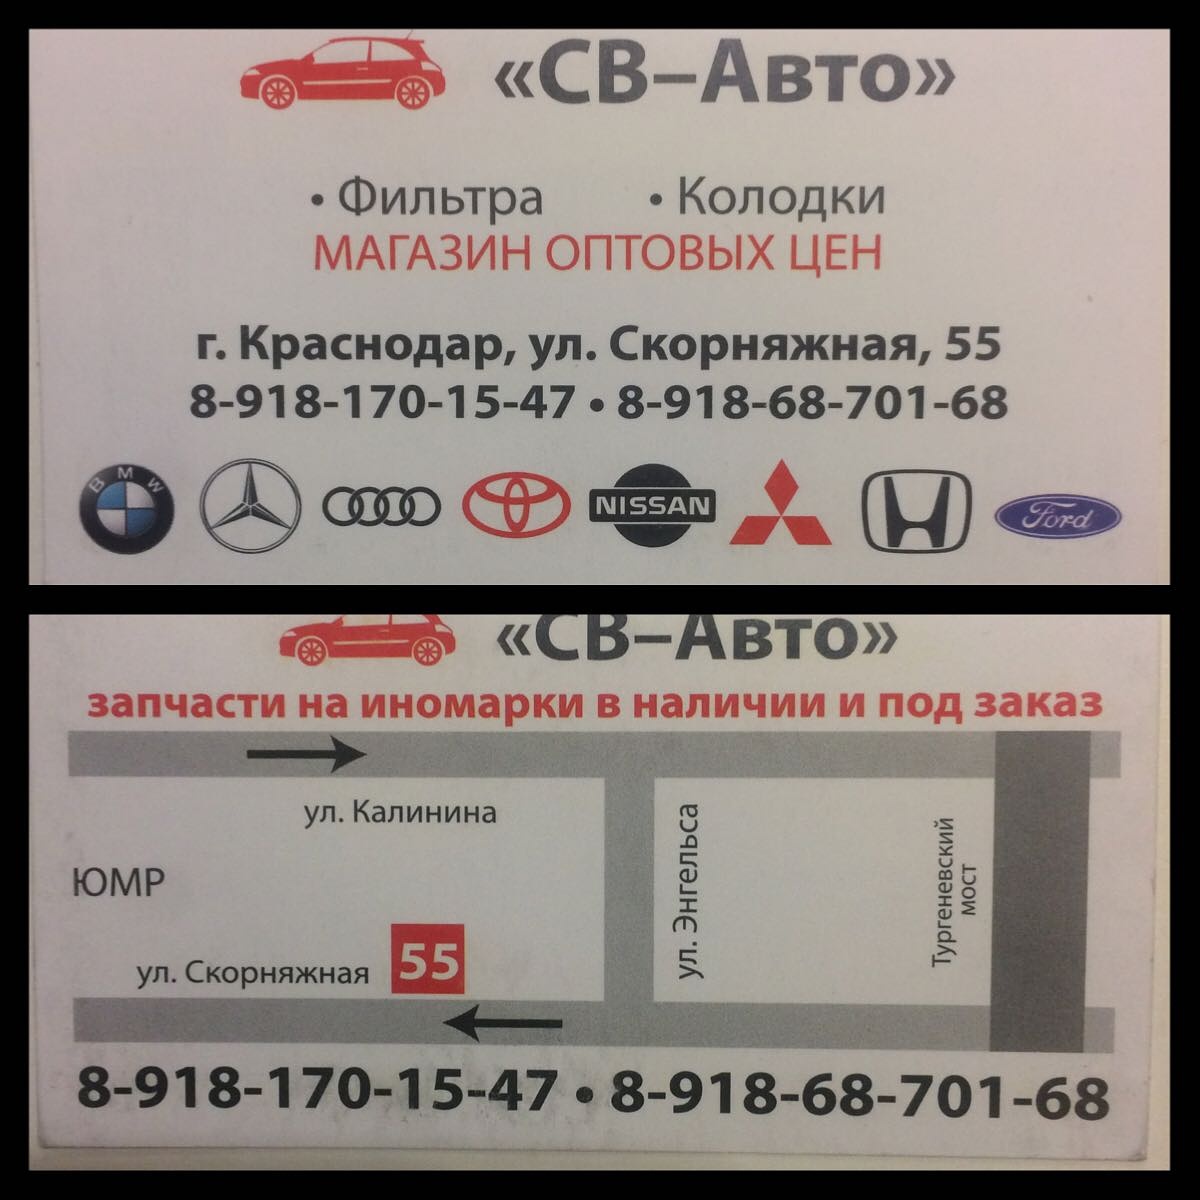 «СВ–Авто»
• Фильтра • Колодки
МАГАЗИН ОПТОВЫХ ЦЕН
г. Краснодар, ул. Скорняжная, 55
8-918-170-15-47 • 8-918-68-701-68
BMW NISSAN Ford
«СВ–Авто»
запчасти на иномарки в наличии и под заказ
ул. Калинина
ул. Энгельса
Тургеневский
мост
ЮМР
ул. Скорняжная 55
8-918-170-15-47 • 8-918-68-701-68